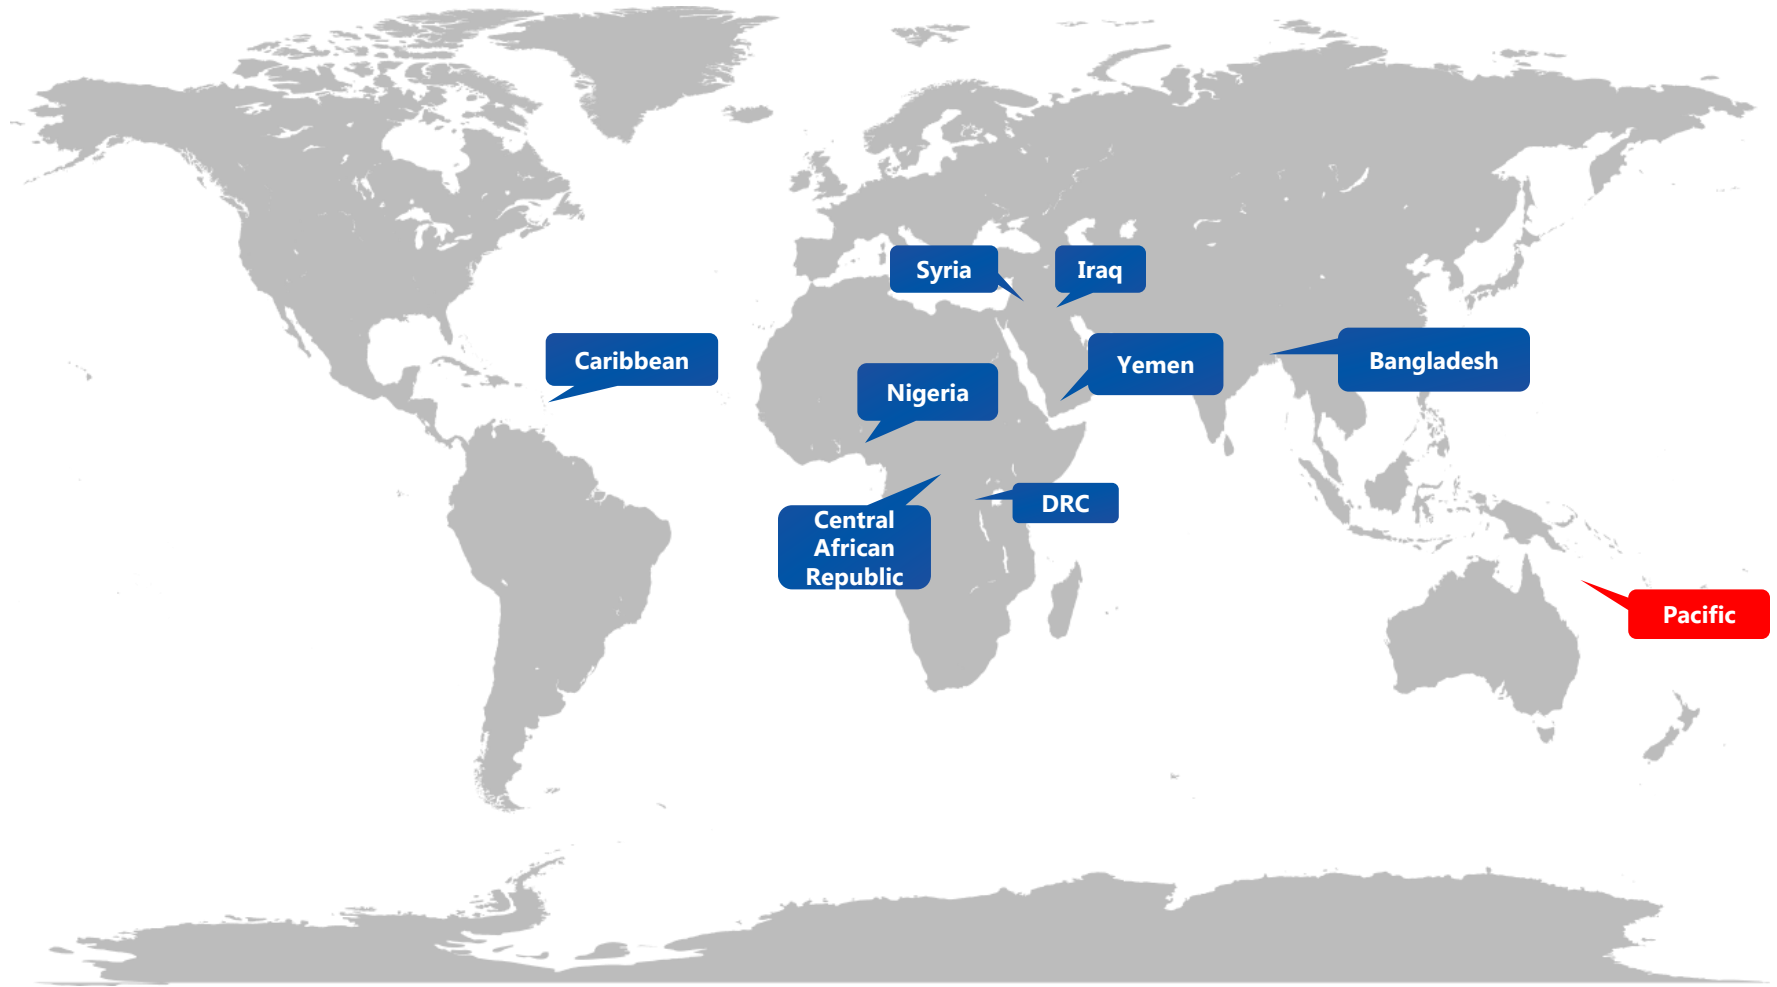 Syria
Iraq
Caribbean
Yemen
Bangladesh
Nigeria
DRC
Central
African
Republic
Pacific